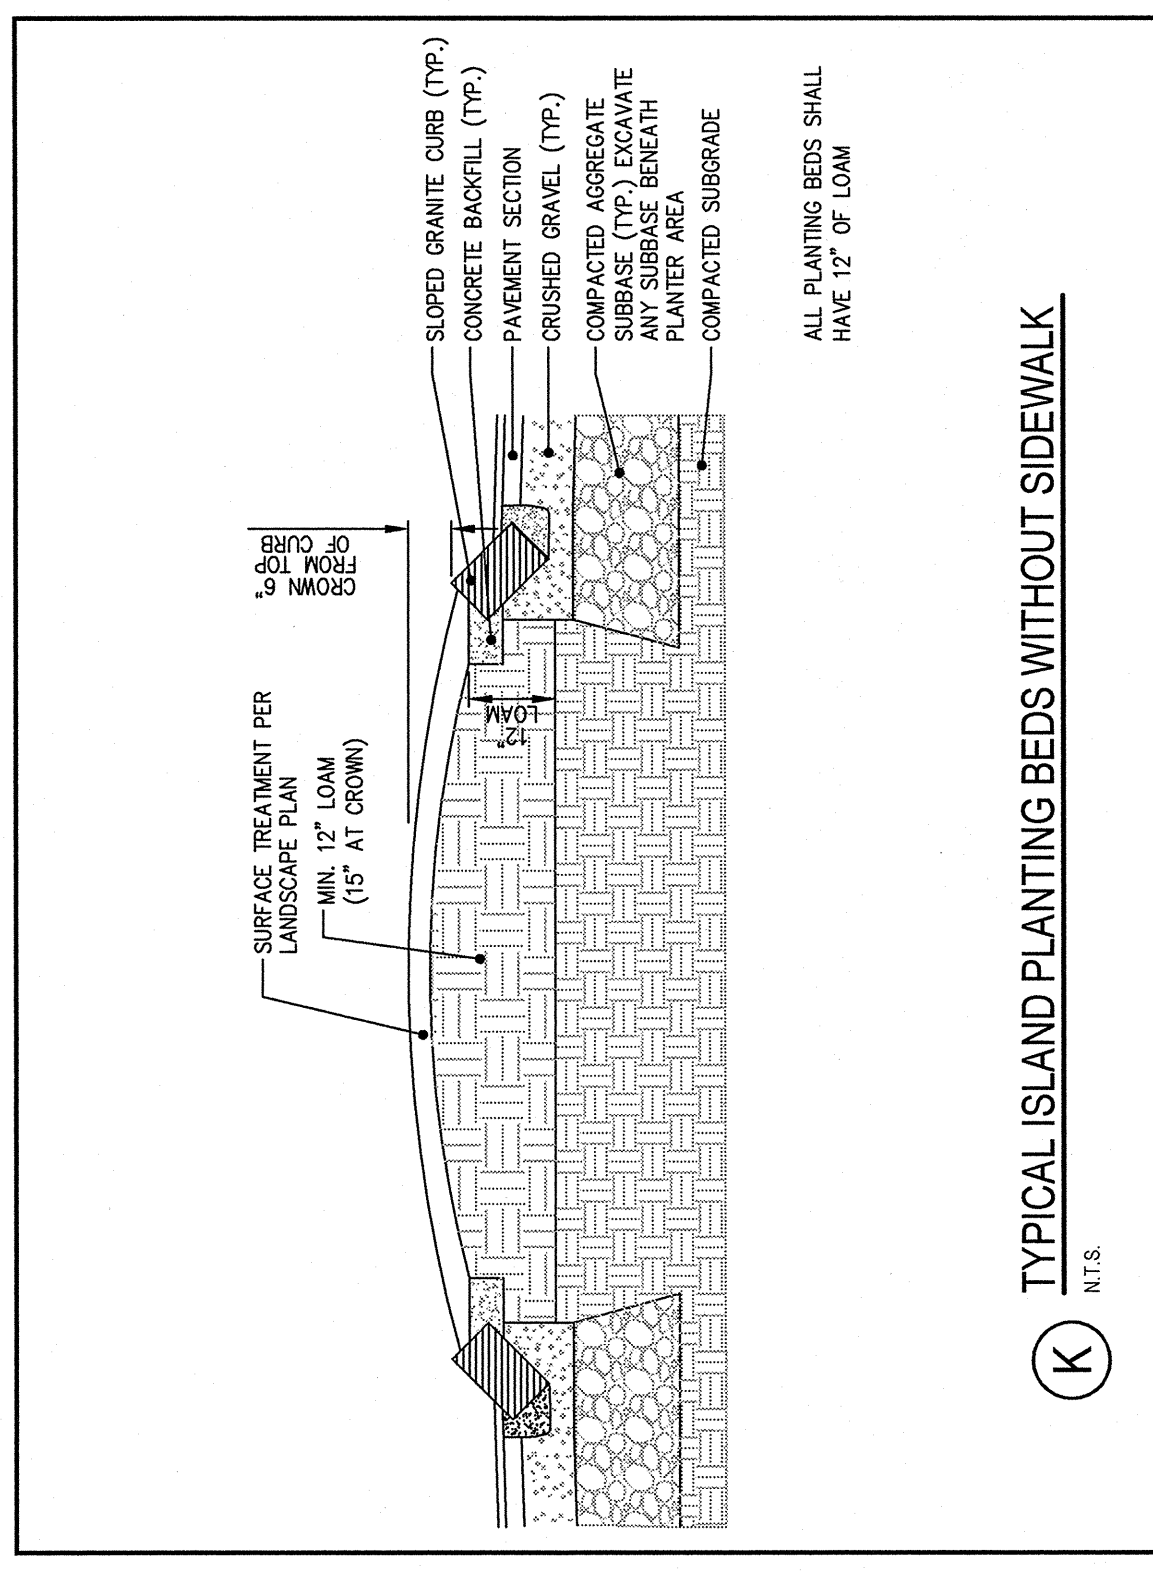 SURFACE TREATMENT PER
LANDSCAPE PLAN
MIN. 12" LOAM
(15" AT CROWN)
CROWN 6"
FROM TOP
OF CURB
12"
LOAM
SLOPED GRANITE CURB (TYP.)
CONCRETE BACKFILL (TYP.)
PAVEMENT SECTION
CRUSHED GRAVEL (TYP.)
COMPACTED AGGREGATE
SUBBASE (TYP.) EXCAVATE
ANY SUBBASE BENEATH
PLANTER AREA
COMPACTED SUBGRADE
ALL PLANTING BEDS SHALL
HAVE 12" OF LOAM
K
TYPICAL ISLAND PLANTING BEDS WITHOUT SIDEWALK
N.T.S.